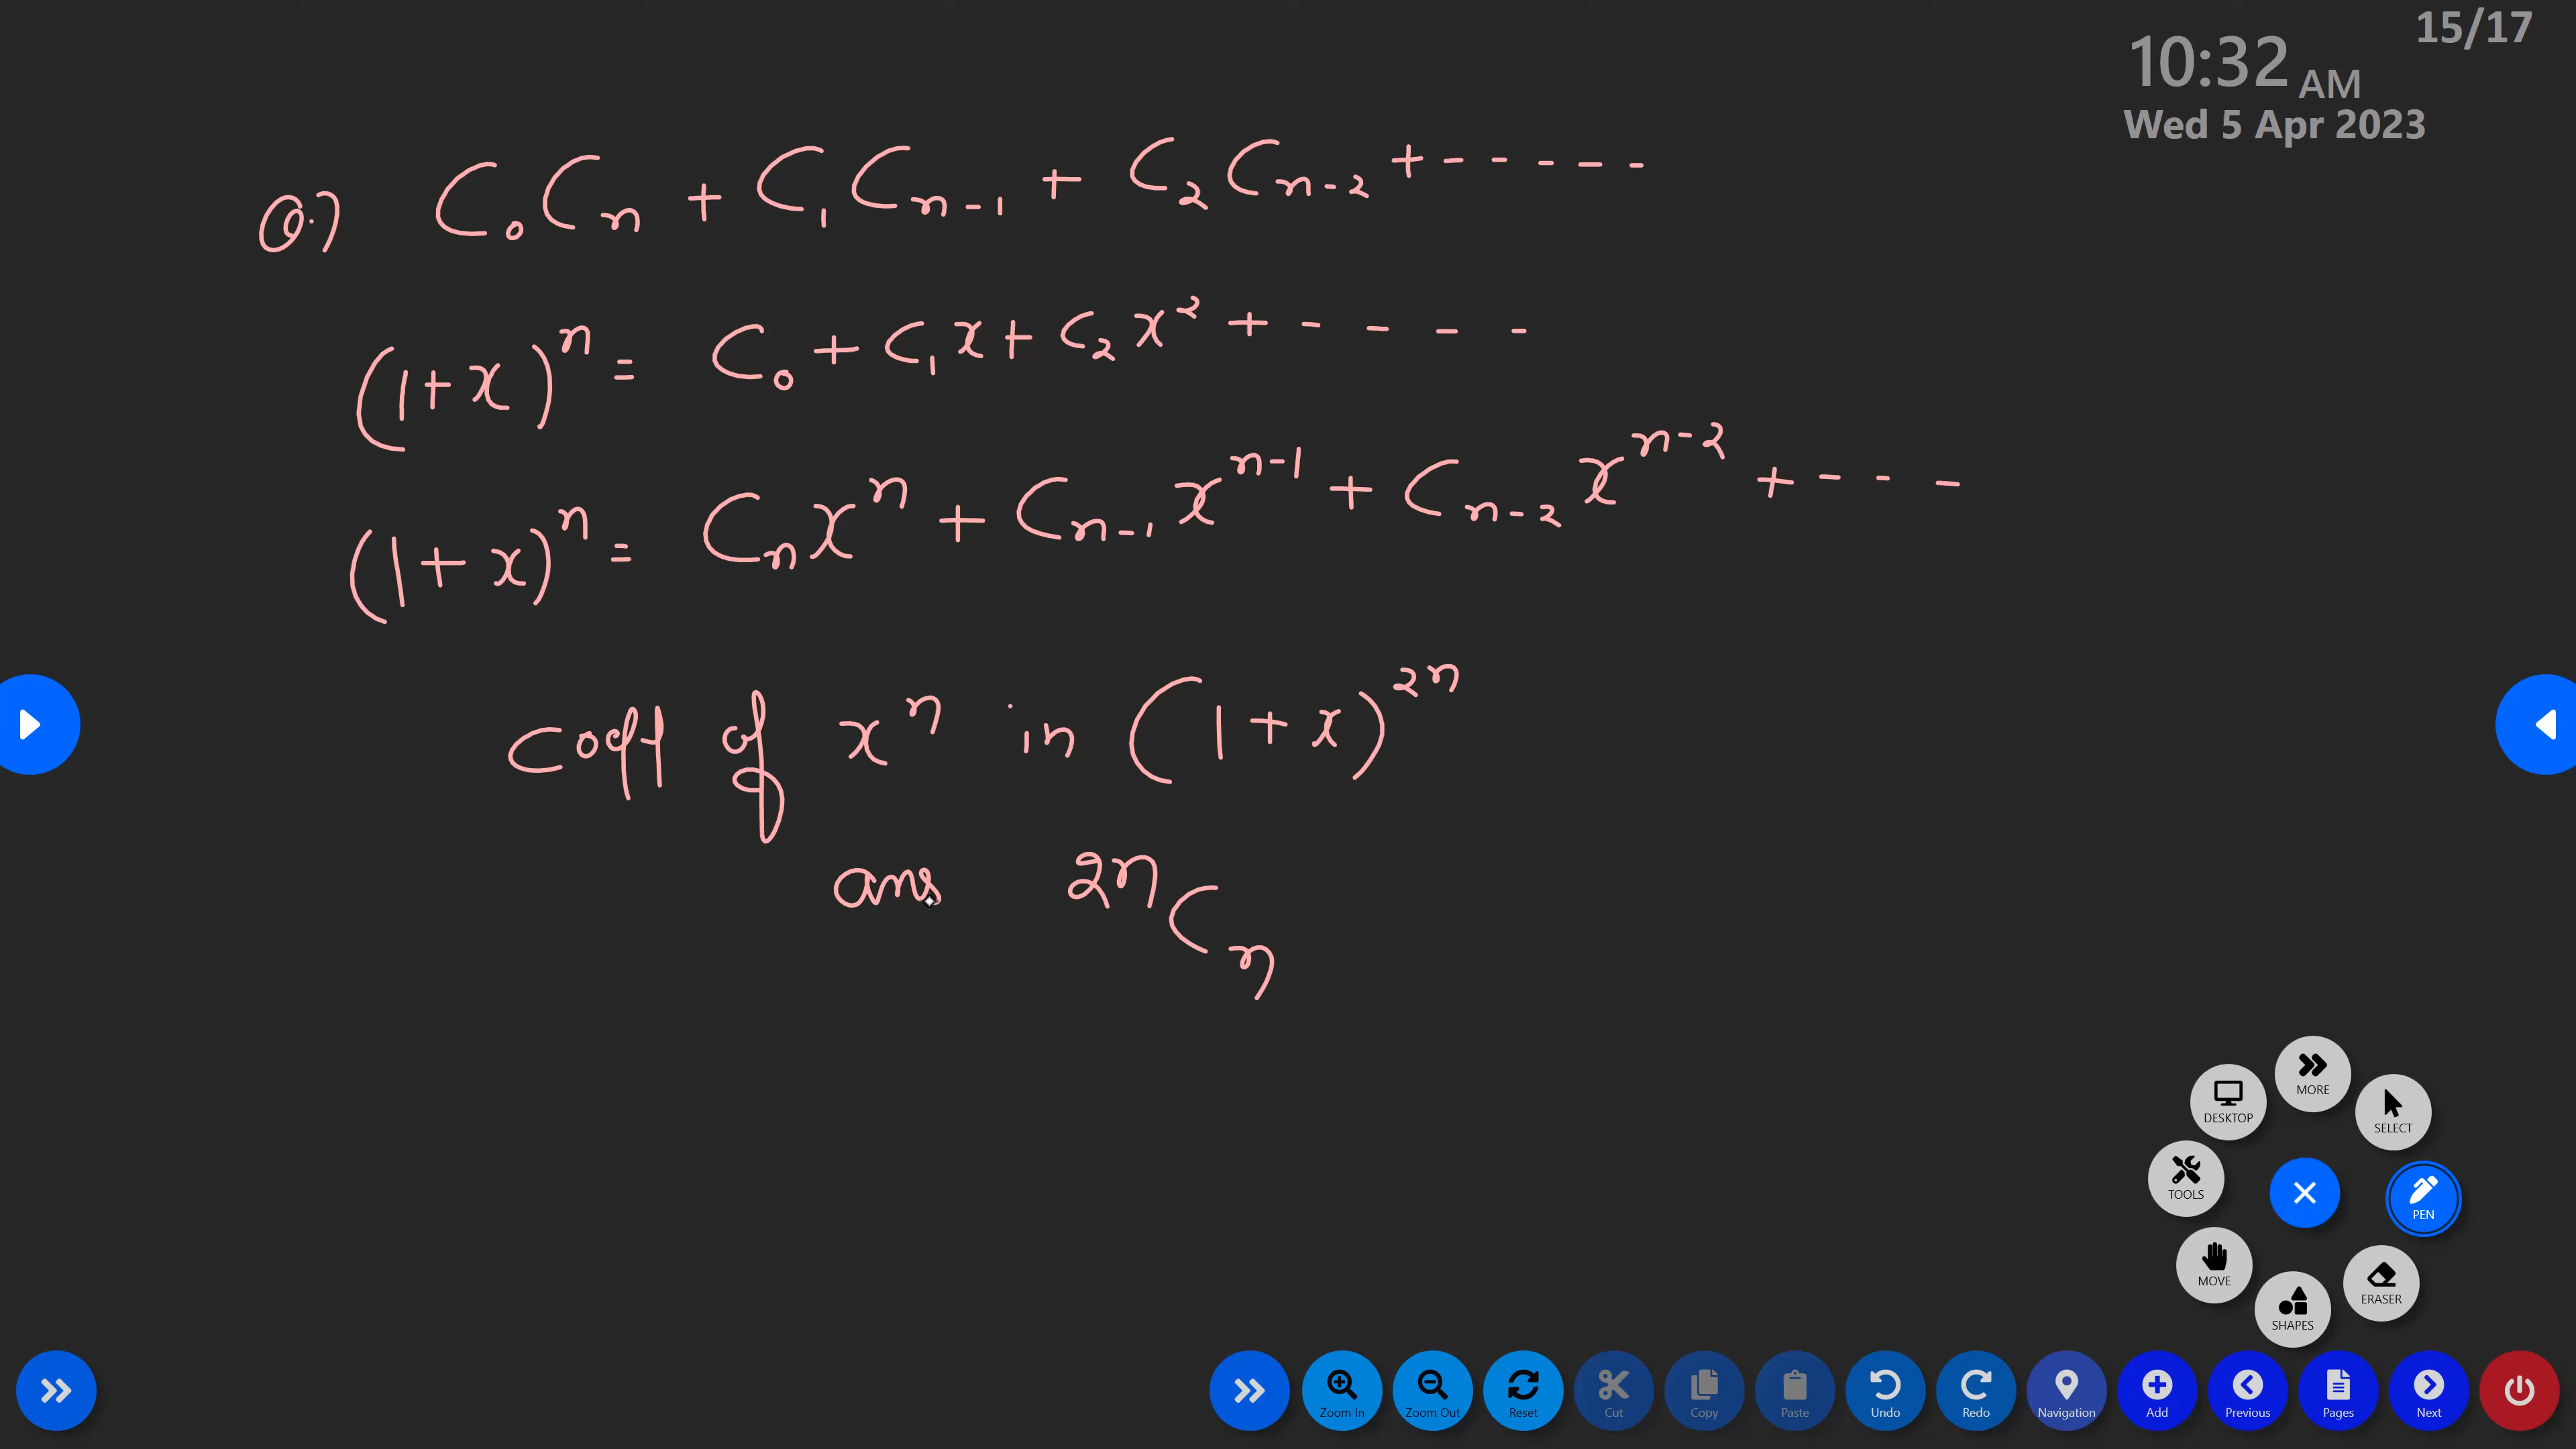 15/17
10:32 AM
Wed 5 Apr 2023
Q.) C₀Cₙ + C₁Cₙ₋₁ + C₂Cₙ₋₂ + -----
(1+x)ⁿ = C₀ + C₁x + C₂x² + - - - -
(1+x)ⁿ = Cₙxⁿ + Cₙ₋₁xⁿ⁻¹ + Cₙ₋₂xⁿ⁻² + - - -
Coff of xⁿ in (1+x)²ⁿ
ans ²ⁿCₙ
MORE
DESKTOP
SELECT
TOOLS
PEN
MOVE
ERASER
SHAPES
Zoom In Zoom Out Reset Cut Copy Paste Undo Redo Navigation Add Previous Pages Next